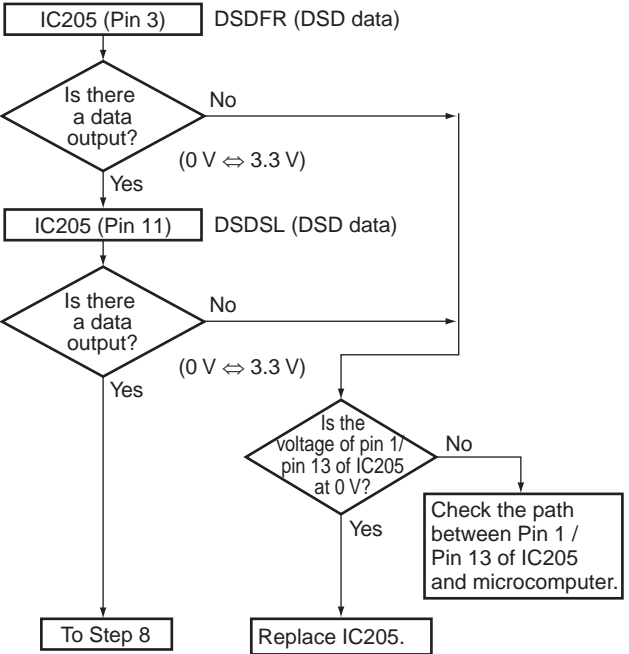 IC205 (Pin 3)
DSDFR (DSD data)
Is there
a data
output?
No
(0 V ⇔ 3.3 V)
Yes
IC205 (Pin 11)
DSDSL (DSD data)
Is there
a data
output?
No
(0 V ⇔ 3.3 V)
Yes
Is the
voltage of pin 1/
pin 13 of IC205
at 0 V?
No
Yes
Check the path
between Pin 1 /
Pin 13 of IC205
and microcomputer.
To Step 8
Replace IC205.